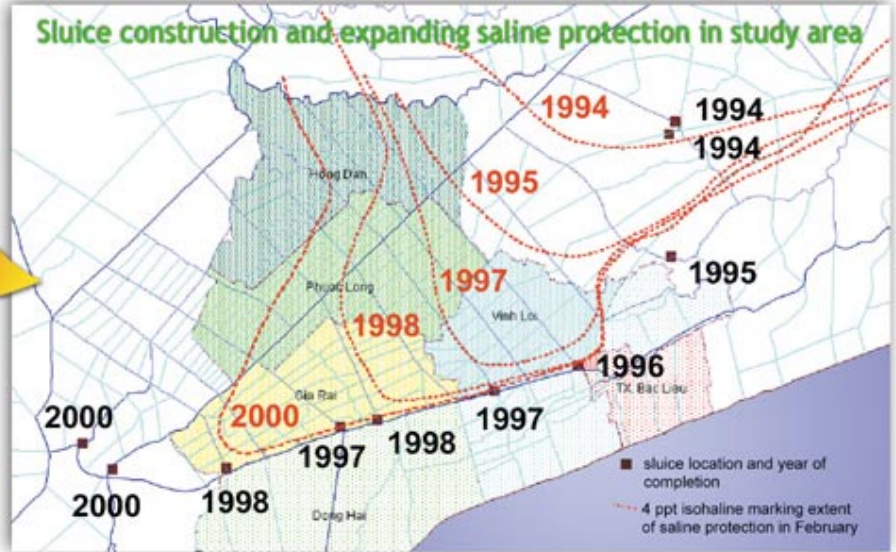 Sluice construction and expanding saline protection in study area
1994
1994
1994
Hong Dan
1995
1995
Phuoc Long
1997
Vinh Loi
1998
1996
TX. Bac Lieu
Gia Rai
2000
1997
2000
1998
1997
2000
1998
Dong Hai
sluice location and year of
completion
4 ppt isohaline marking extent
of saline protection in February